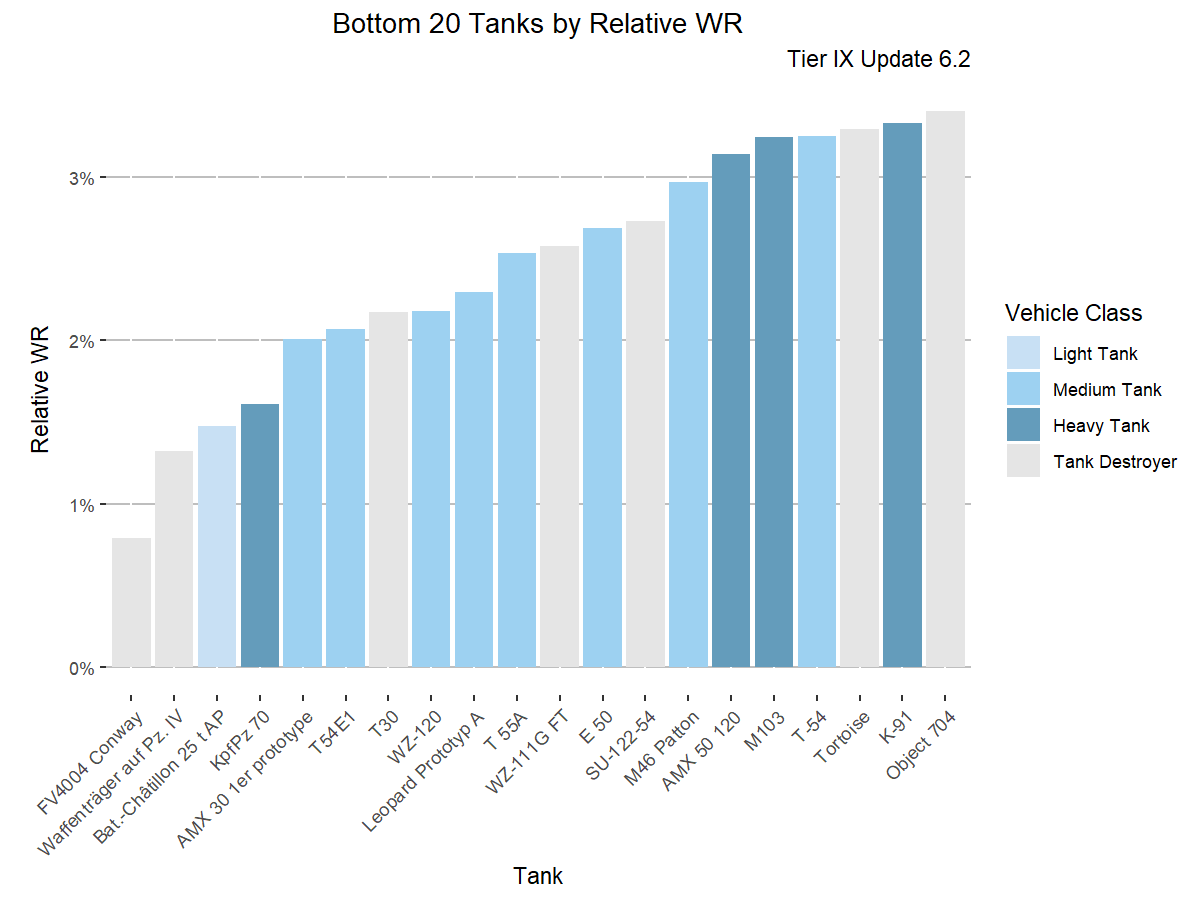 Bottom 20 Tanks by Relative WR
Tier IX Update 6.2
Relative WR
3%
2%
1%
0%
FV4004 Conway
Waffenträger auf Pz. IV
Bat.-Châtillon 25 t AP
KpfPz 70
AMX 30 1er prototype
T54E1
T30
WZ-120
Leopard Prototyp A
T 55A
WZ-111G FT
E 50
SU-122-54
M46 Patton
AMX 50 120
M103
T-54
Tortoise
K-91
Object 704
Tank
Vehicle Class
Light Tank
Medium Tank
Heavy Tank
Tank Destroyer